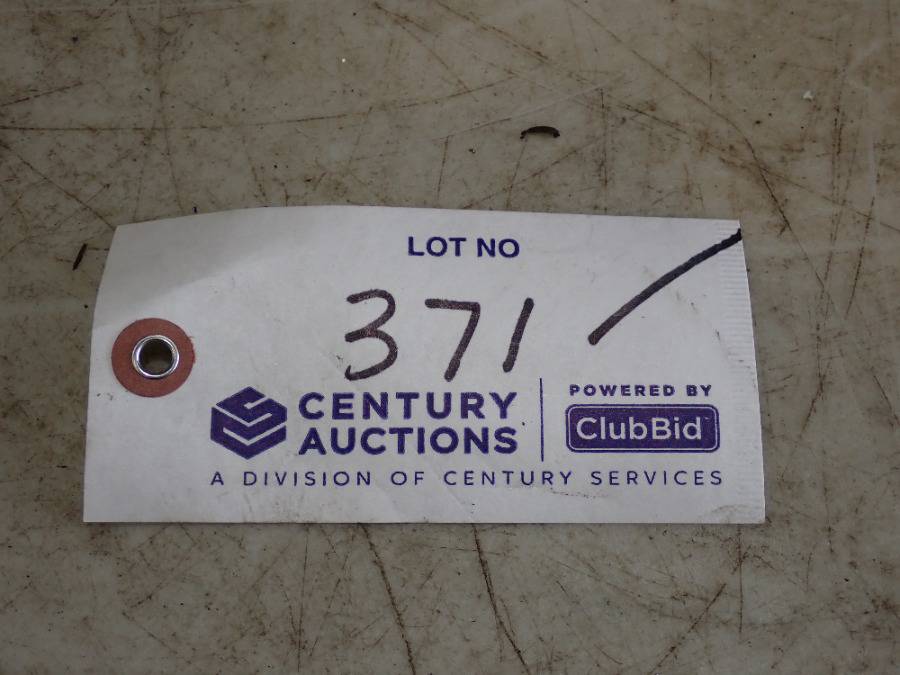 LOT NO
371
CENTURY
AUCTIONS
POWERED BY
ClubBid
A DIVISION OF CENTURY SERVICES